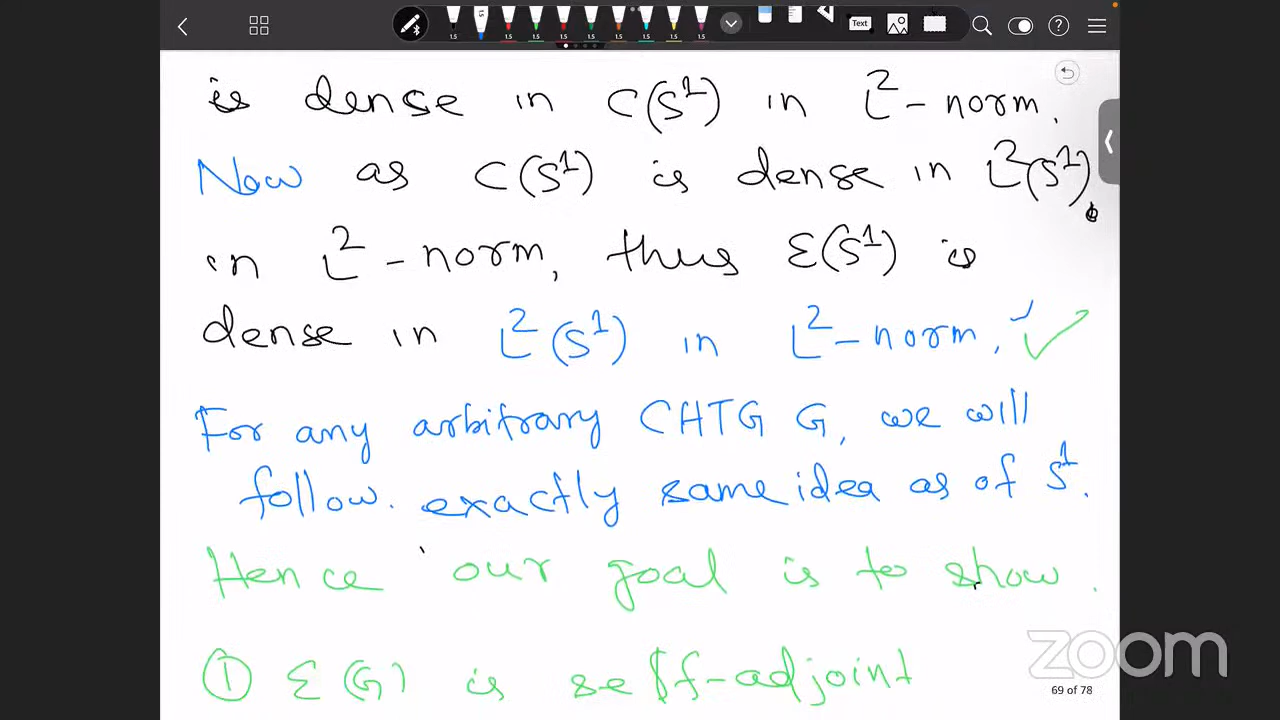 Text
is dense in C(S¹) in L²-norm.
Now as C(S¹) is dense in L²(S¹)
in L²-norm, thus Ɛ(S¹) is
dense in L²(S¹) in L²-norm.
For any arbitrary CHTG G, we will
follow. exactly same idea as of S¹.
Hence our goal is to show.
① Ɛ(G) is self-adjoint
zoom
69 of 78